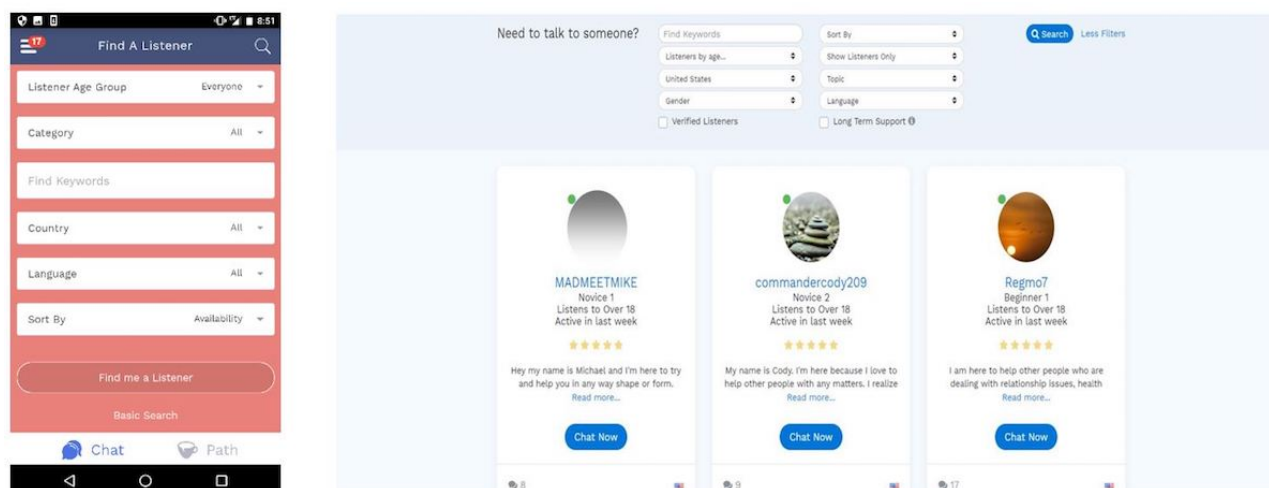 8:51
17
Find A Listener
Listener Age Group Everyone
Category All
Find Keywords
Country All
Language All
Sort By Availability
Find me a Listener
Basic Search
Chat Path
Need to talk to someone?
Find Keywords Sort By Search Less Filters
Listeners by age... Show Listeners Only
United States Topic
Gender Language
Verified Listeners Long Term Support
MADMEETMIKE
Novice 1
Listens to Over 18
Active in last week
Hey my name is Michael and I'm here to try
and help you in any way shape or form.
Read more...
Chat Now
8
commandercody209
Novice 2
Listens to Over 18
Active in last week
My name is Cody. I'm here because I love to
help other people with any matters. I realize
Read more...
Chat Now
9
Regmo7
Beginner 1
Listens to Over 18
Active in last week
I am here to help other people who are
dealing with relationship issues, health
Read more...
Chat Now
17